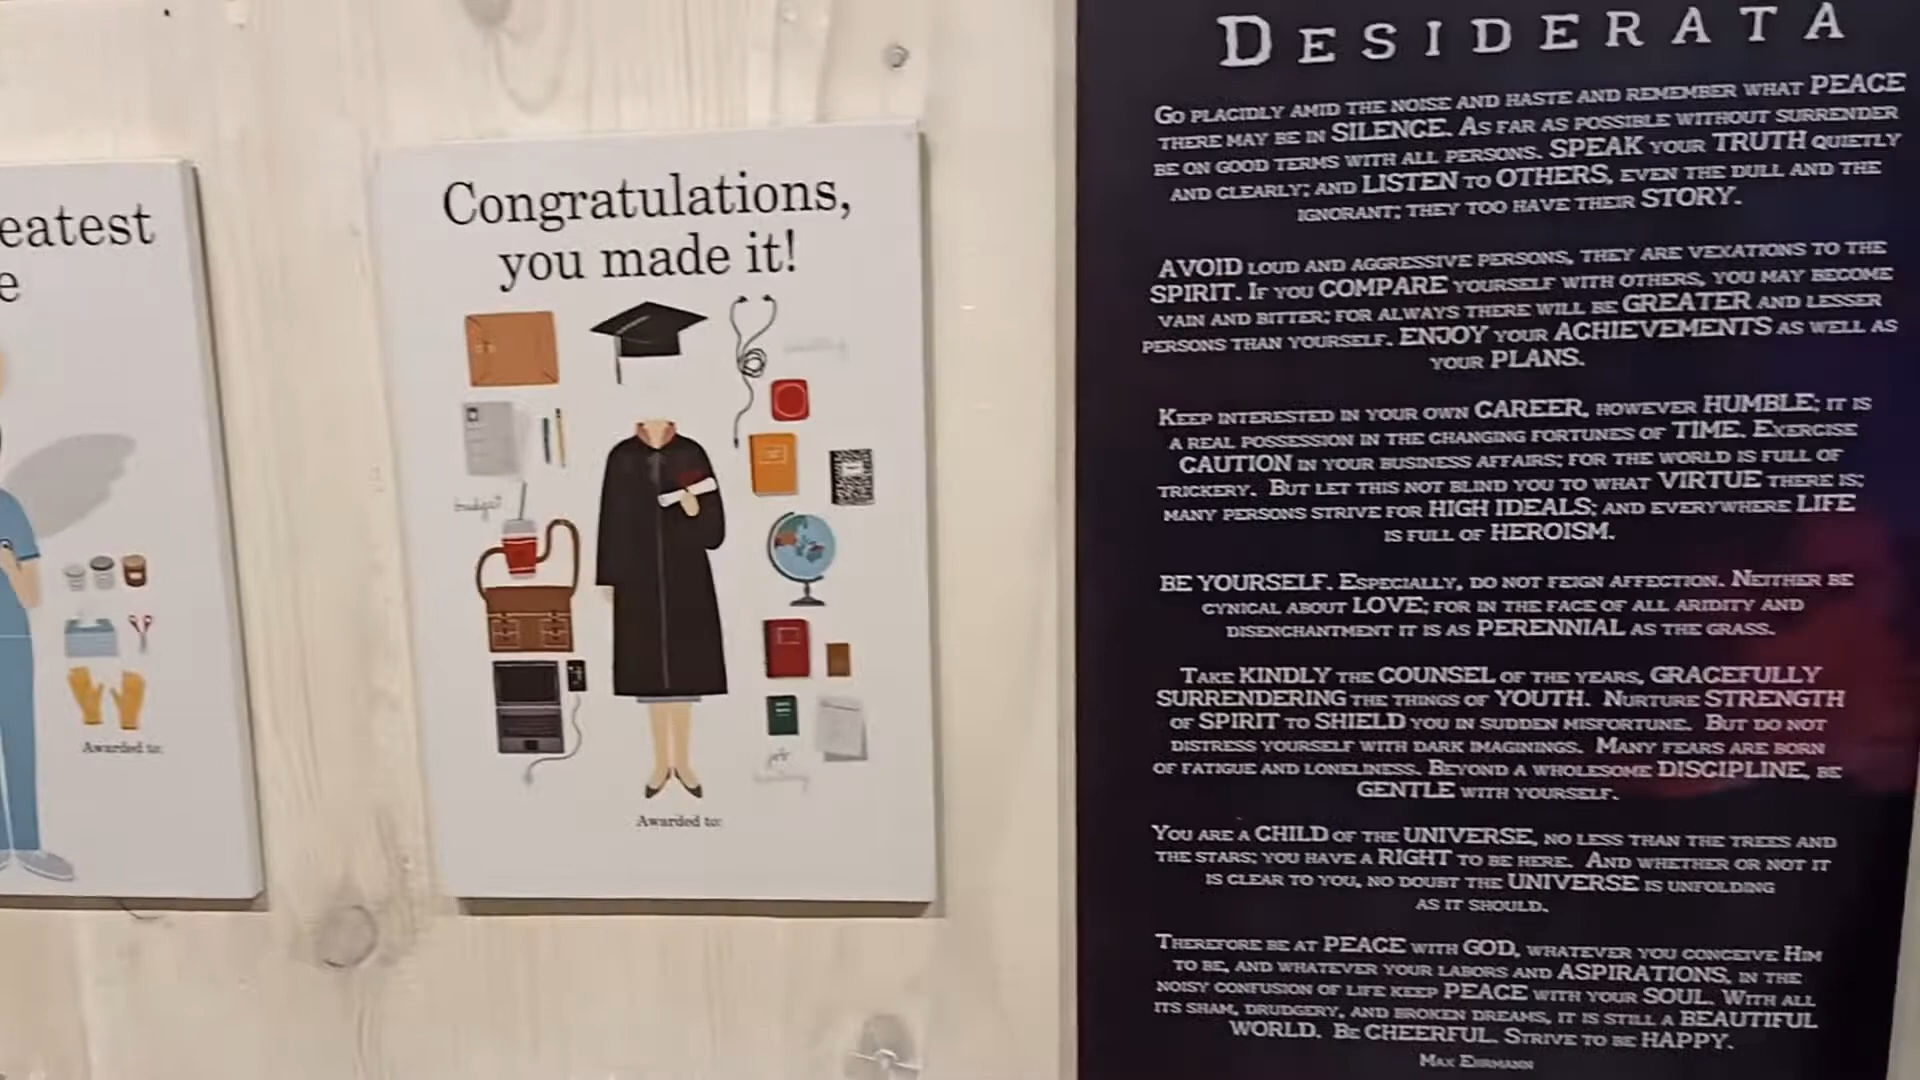 eatest
e
Awarded to:
Congratulations,
you made it!
budget
Awarded to:
DESIDERATA
GO PLACIDLY AMID THE NOISE AND HASTE AND REMEMBER WHAT PEACE
THERE MAY BE IN SILENCE. AS FAR AS POSSIBLE WITHOUT SURRENDER
BE ON GOOD TERMS WITH ALL PERSONS. SPEAK YOUR TRUTH QUIETLY
AND CLEARLY; AND LISTEN TO OTHERS, EVEN THE DULL AND THE
IGNORANT; THEY TOO HAVE THEIR STORY.
AVOID LOUD AND AGGRESSIVE PERSONS, THEY ARE VEXATIONS TO THE
SPIRIT. IF YOU COMPARE YOURSELF WITH OTHERS, YOU MAY BECOME
VAIN AND BITTER; FOR ALWAYS THERE WILL BE GREATER AND LESSER
PERSONS THAN YOURSELF. ENJOY YOUR ACHIEVEMENTS AS WELL AS
YOUR PLANS.
KEEP INTERESTED IN YOUR OWN CAREER, HOWEVER HUMBLE; IT IS
A REAL POSSESSION IN THE CHANGING FORTUNES OF TIME. EXERCISE
CAUTION IN YOUR BUSINESS AFFAIRS; FOR THE WORLD IS FULL OF
TRICKERY. BUT LET THIS NOT BLIND YOU TO WHAT VIRTUE THERE IS;
MANY PERSONS STRIVE FOR HIGH IDEALS; AND EVERYWHERE LIFE
IS FULL OF HEROISM.
BE YOURSELF. ESPECIALLY, DO NOT FEIGN AFFECTION. NEITHER BE
CYNICAL ABOUT LOVE; FOR IN THE FACE OF ALL ARIDITY AND
DISENCHANTMENT IT IS AS PERENNIAL AS THE GRASS.
TAKE KINDLY THE COUNSEL OF THE YEARS, GRACEFULLY
SURRENDERING THE THINGS OF YOUTH. NURTURE STRENGTH
OF SPIRIT TO SHIELD YOU IN SUDDEN MISFORTUNE. BUT DO NOT
DISTRESS YOURSELF WITH DARK IMAGININGS. MANY FEARS ARE BORN
OF FATIGUE AND LONELINESS. BEYOND A WHOLESOME DISCIPLINE, BE
GENTLE WITH YOURSELF.
YOU ARE A CHILD OF THE UNIVERSE, NO LESS THAN THE TREES AND
THE STARS; YOU HAVE A RIGHT TO BE HERE. AND WHETHER OR NOT IT
IS CLEAR TO YOU, NO DOUBT THE UNIVERSE IS UNFOLDING
AS IT SHOULD.
THEREFORE BE AT PEACE WITH GOD, WHATEVER YOU CONCEIVE HIM
TO BE, AND WHATEVER YOUR LABORS AND ASPIRATIONS, IN THE
NOISY CONFUSION OF LIFE KEEP PEACE WITH YOUR SOUL. WITH ALL
ITS SHAM, DRUDGERY, AND BROKEN DREAMS, IT IS STILL A BEAUTIFUL
WORLD. BE CHEERFUL. STRIVE TO BE HAPPY.
MAX EHRMANN